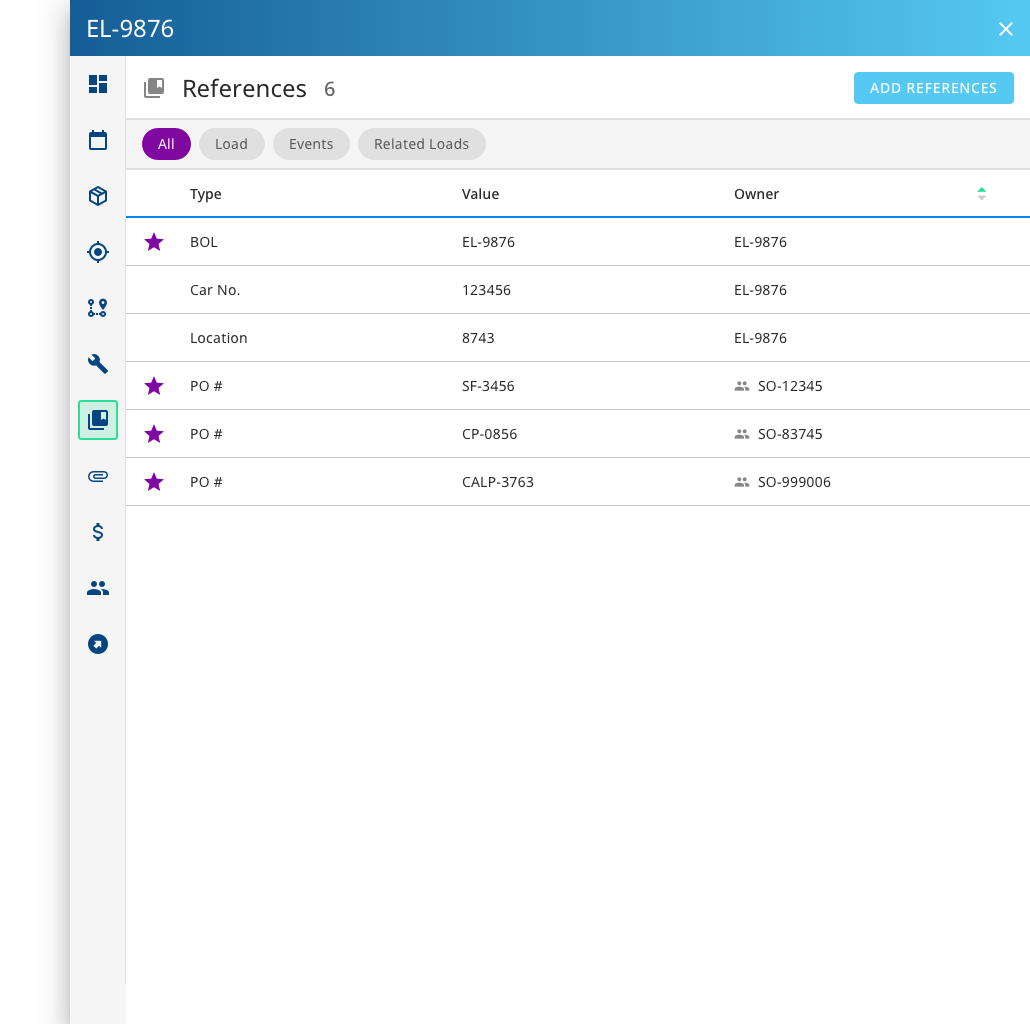 EL-9876
References 6
ADD REFERENCES
All Load Events Related Loads
Type Value Owner
BOL EL-9876 EL-9876
Car No. 123456 EL-9876
Location 8743 EL-9876
PO # SF-3456 SO-12345
PO # CP-0856 SO-83745
PO # CALP-3763 SO-999006